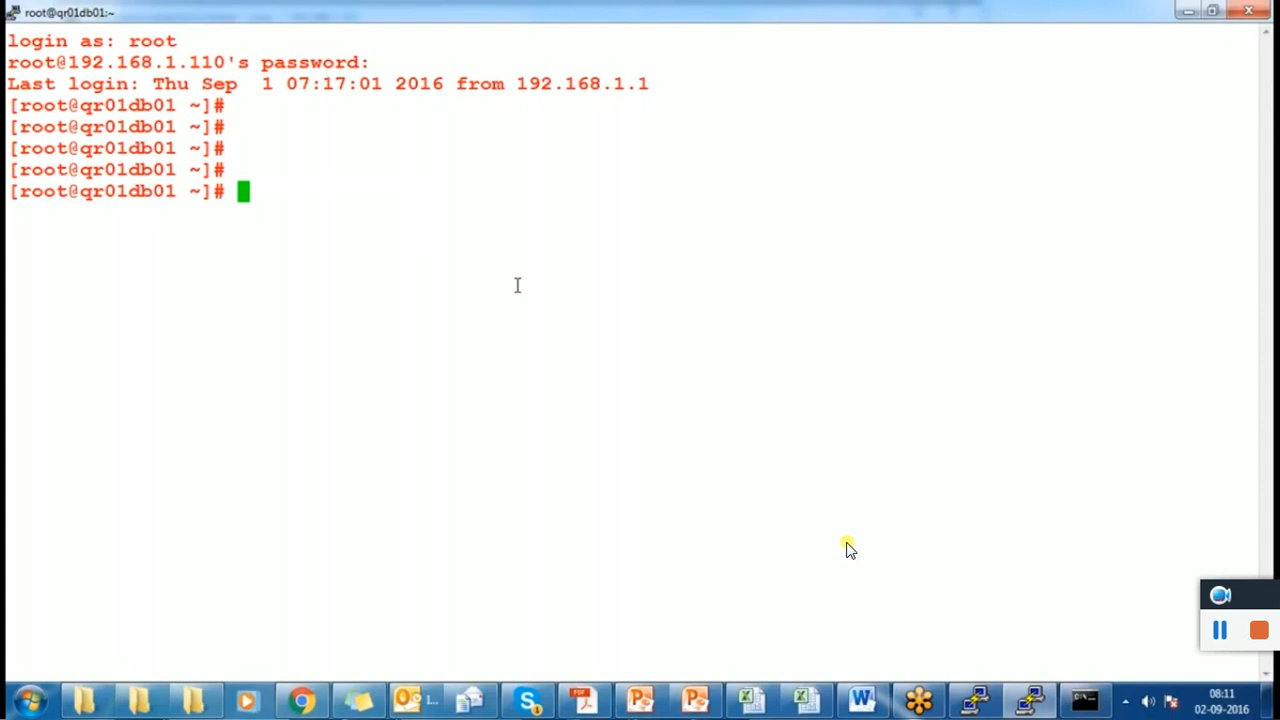 root@qr01db01:~
login as: root
root@192.168.1.110's password:
Last login: Thu Sep  1 07:17:01 2016 from 192.168.1.1
[root@qr01db01 ~]#
[root@qr01db01 ~]#
[root@qr01db01 ~]#
[root@qr01db01 ~]#
[root@qr01db01 ~]#
08:11
02-09-2016